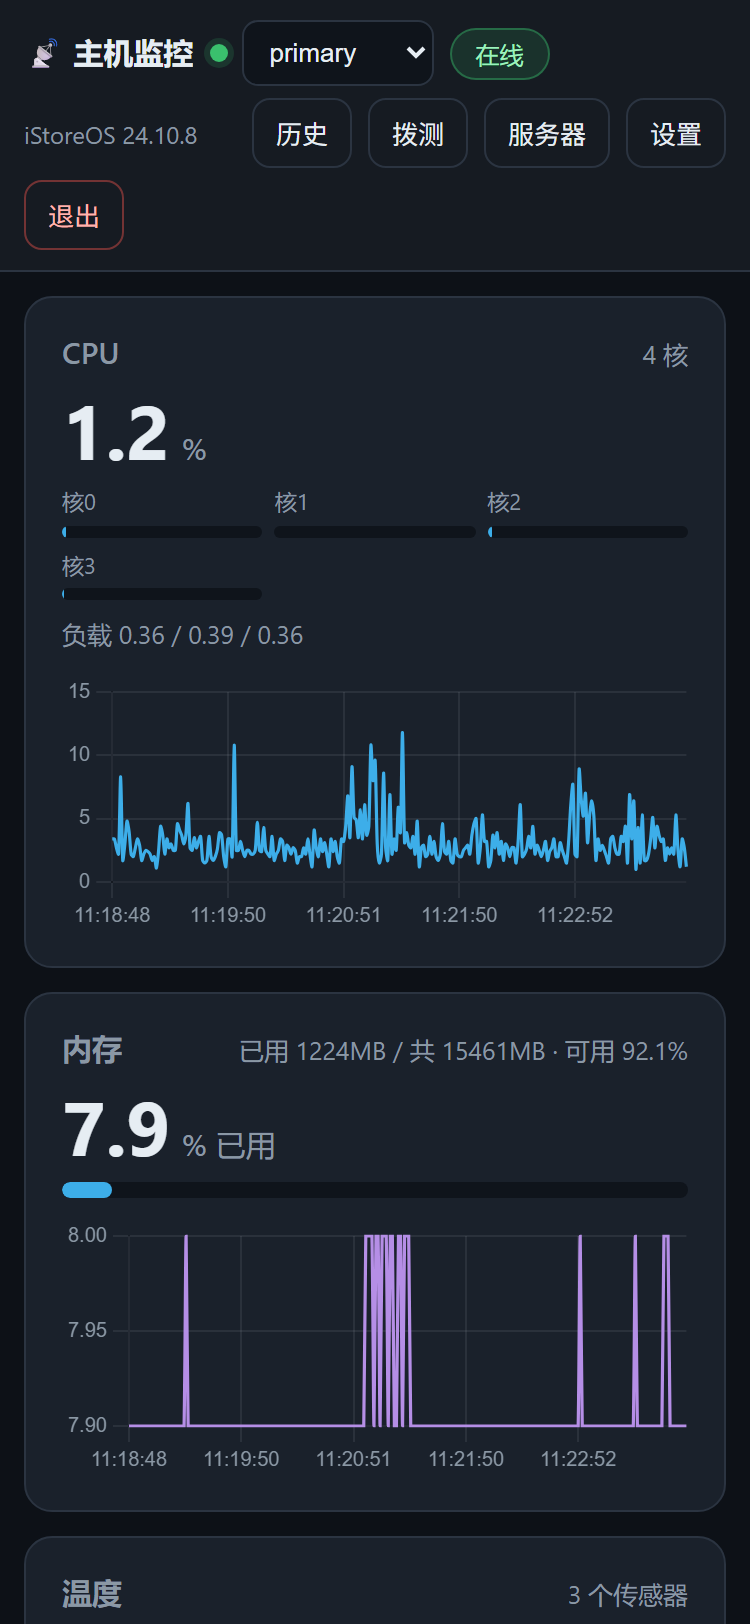 主机监控 primary 在线
iStoreOS 24.10.8 历史 拨测 服务器 设置
退出
CPU 4 核
1.2 %
核0 核1 核2
核3
负载 0.36 / 0.39 / 0.36
15
10
5
0
11:18:48 11:19:50 11:20:51 11:21:50 11:22:52
内存 已用 1224MB / 共 15461MB · 可用 92.1%
7.9 % 已用
8.00
7.95
7.90
11:18:48 11:19:50 11:20:51 11:21:50 11:22:52
温度 3 个传感器